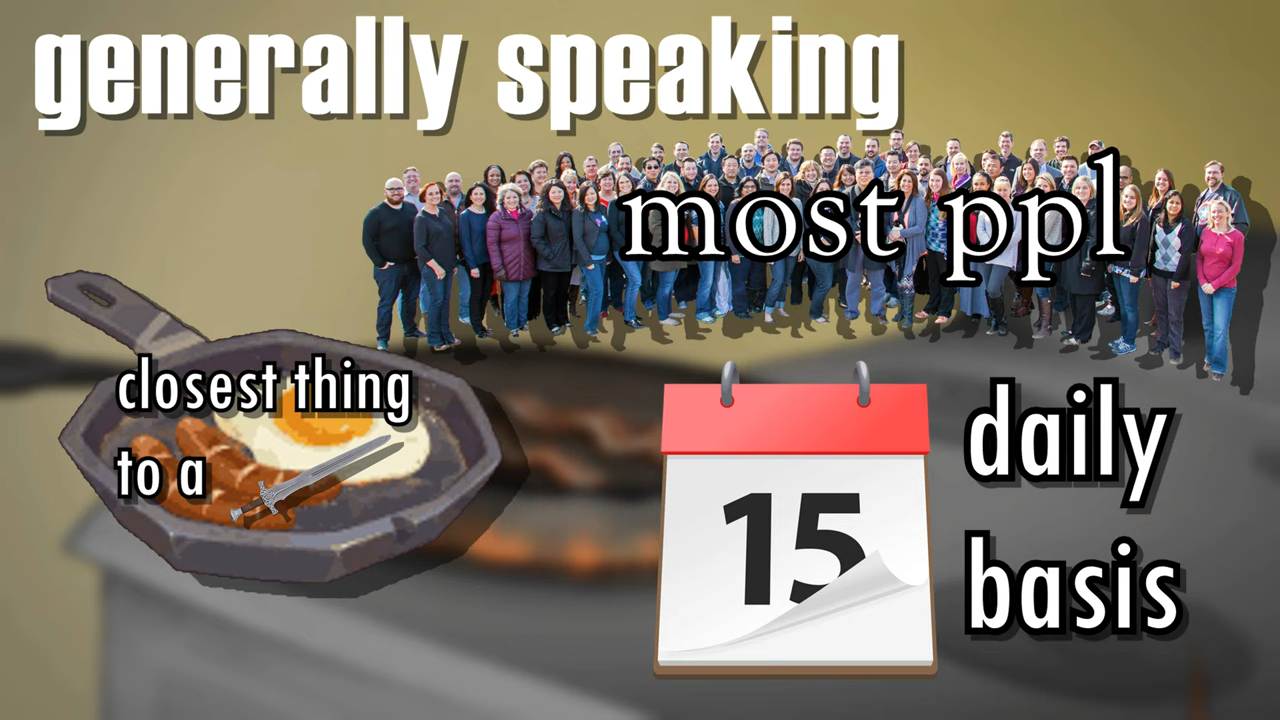 generally speaking
most ppl
closest thing
to a
15
daily
basis